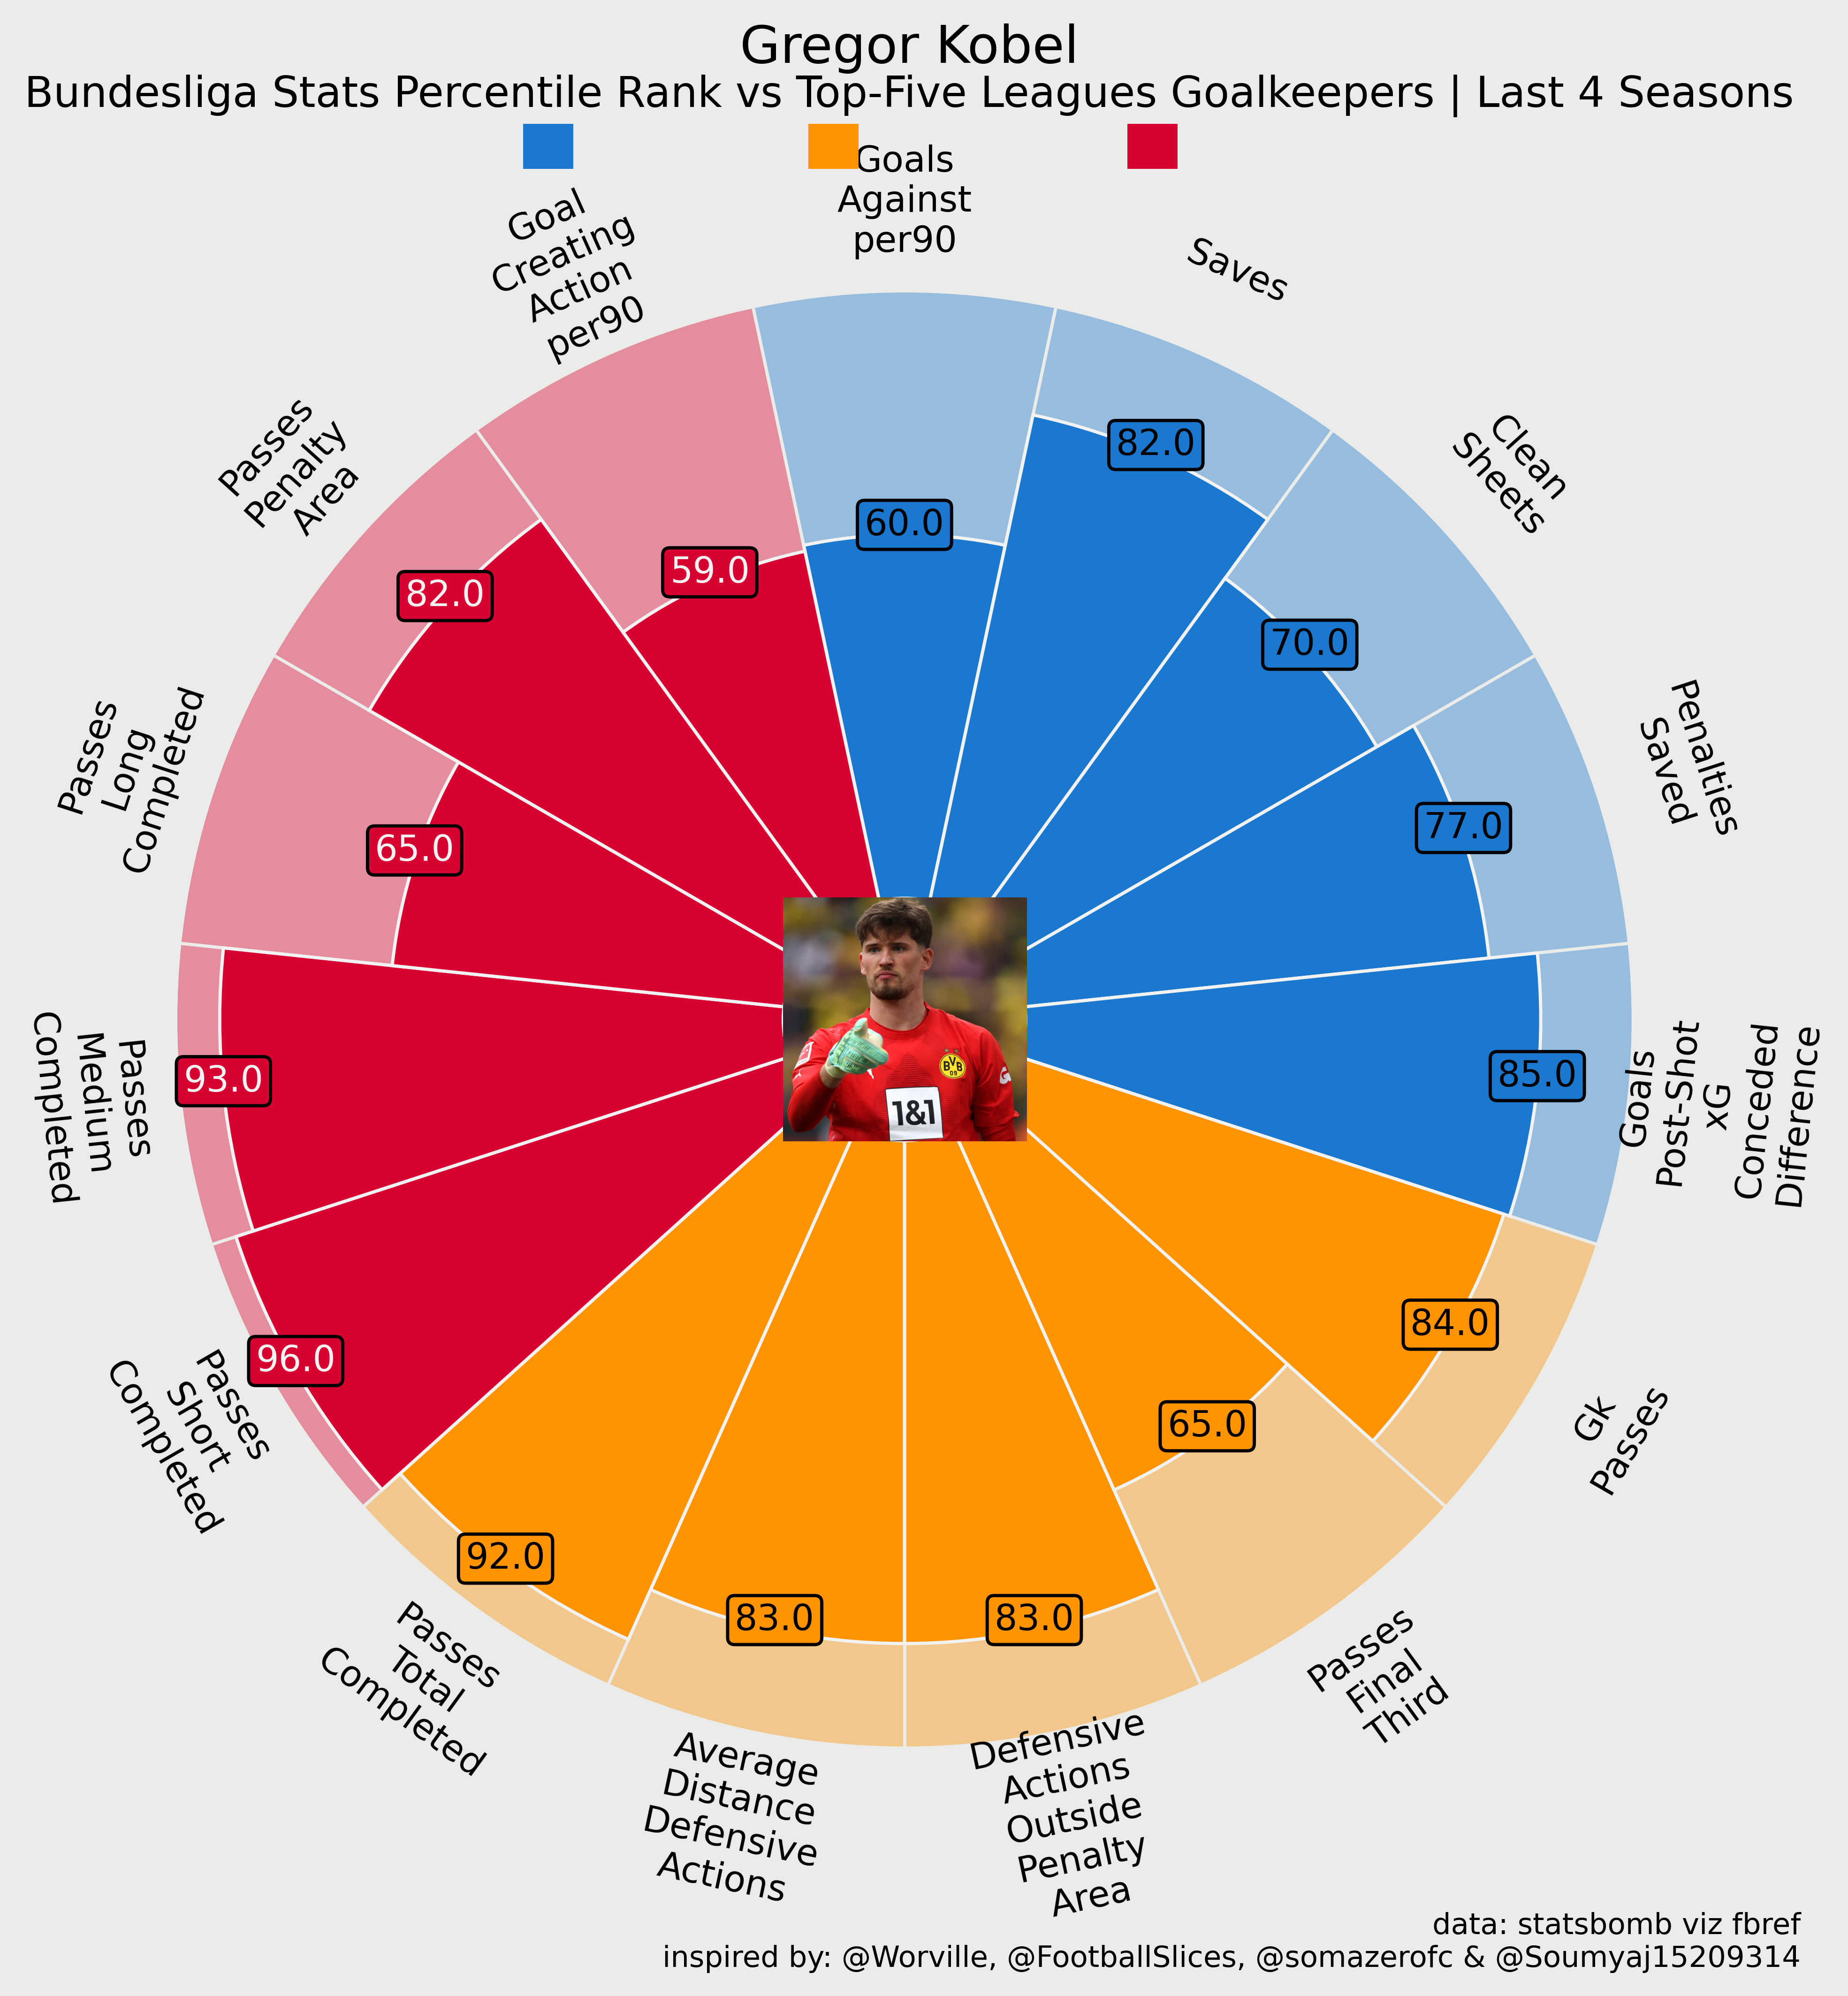 Gregor Kobel
Bundesliga Stats Percentile Rank vs Top-Five Leagues Goalkeepers | Last 4 Seasons
Goals
Against
per90
60.0
Saves
82.0
Clean
Sheets
70.0
Penalties
Saved
77.0
Goals
Post-Shot
xG
Conceded
Difference
85.0
Gk
Passes
84.0
Passes
Final
Third
65.0
Defensive
Actions
Outside
Penalty
Area
83.0
Average
Distance
Defensive
Actions
83.0
Passes
Total
Completed
92.0
Passes
Short
Completed
96.0
Passes
Medium
Completed
93.0
Passes
Long
Completed
65.0
Passes
Penalty
Area
82.0
Goal
Creating
Action
per90
59.0
BVB
09
1&1
data: statsbomb viz fbref
inspired by: @Worville, @FootballSlices, @somazerofc & @Soumyaj15209314